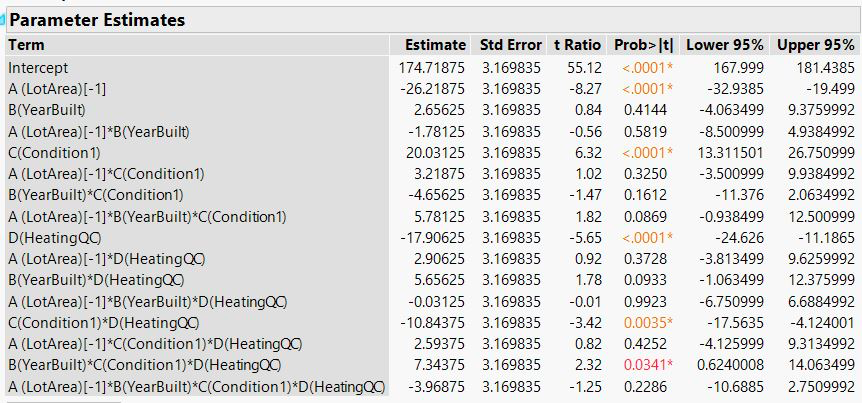 Parameter Estimates
Term Estimate Std Error t Ratio Prob>|t| Lower 95% Upper 95%
Intercept 174.71875 3.169835 55.12 <.0001* 167.999 181.4385
A (LotArea)[-1] -26.21875 3.169835 -8.27 <.0001* -32.9385 -19.499
B(YearBuilt) 2.65625 3.169835 0.84 0.4144 -4.063499 9.3759992
A (LotArea)[-1]*B(YearBuilt) -1.78125 3.169835 -0.56 0.5819 -8.500999 4.9384992
C(Condition1) 20.03125 3.169835 6.32 <.0001* 13.311501 26.750999
A (LotArea)[-1]*C(Condition1) 3.21875 3.169835 1.02 0.3250 -3.500999 9.9384992
B(YearBuilt)*C(Condition1) -4.65625 3.169835 -1.47 0.1612 -11.376 2.0634992
A (LotArea)[-1]*B(YearBuilt)*C(Condition1) 5.78125 3.169835 1.82 0.0869 -0.938499 12.500999
D(HeatingQC) -17.90625 3.169835 -5.65 <.0001* -24.626 -11.1865
A (LotArea)[-1]*D(HeatingQC) 2.90625 3.169835 0.92 0.3728 -3.813499 9.6259992
B(YearBuilt)*D(HeatingQC) 5.65625 3.169835 1.78 0.0933 -1.063499 12.375999
A (LotArea)[-1]*B(YearBuilt)*D(HeatingQC) -0.03125 3.169835 -0.01 0.9923 -6.750999 6.6884992
C(Condition1)*D(HeatingQC) -10.84375 3.169835 -3.42 0.0035* -17.5635 -4.124001
A (LotArea)[-1]*C(Condition1)*D(HeatingQC) 2.59375 3.169835 0.82 0.4252 -4.125999 9.3134992
B(YearBuilt)*C(Condition1)*D(HeatingQC) 7.34375 3.169835 2.32 0.0341* 0.6240008 14.063499
A (LotArea)[-1]*B(YearBuilt)*C(Condition1)*D(HeatingQC) -3.96875 3.169835 -1.25 0.2286 -10.6885 2.7509992